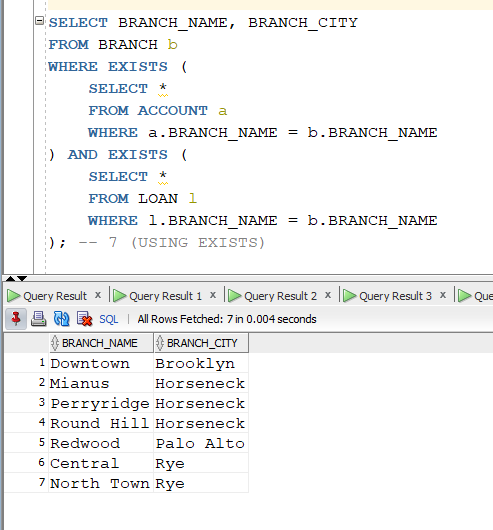 SELECT BRANCH_NAME, BRANCH_CITY
FROM BRANCH b
WHERE EXISTS (
    SELECT *
    FROM ACCOUNT a
    WHERE a.BRANCH_NAME = b.BRANCH_NAME
) AND EXISTS (
    SELECT *
    FROM LOAN l
    WHERE l.BRANCH_NAME = b.BRANCH_NAME
); -- 7 (USING EXISTS)
Query Result x Query Result 1 x Query Result 2 x Query Result 3 x Que
SQL | All Rows Fetched: 7 in 0.004 seconds
BRANCH_NAME BRANCH_CITY
1 Downtown Brooklyn
2 Mianus Horseneck
3 Perryridge Horseneck
4 Round Hill Horseneck
5 Redwood Palo Alto
6 Central Rye
7 North Town Rye